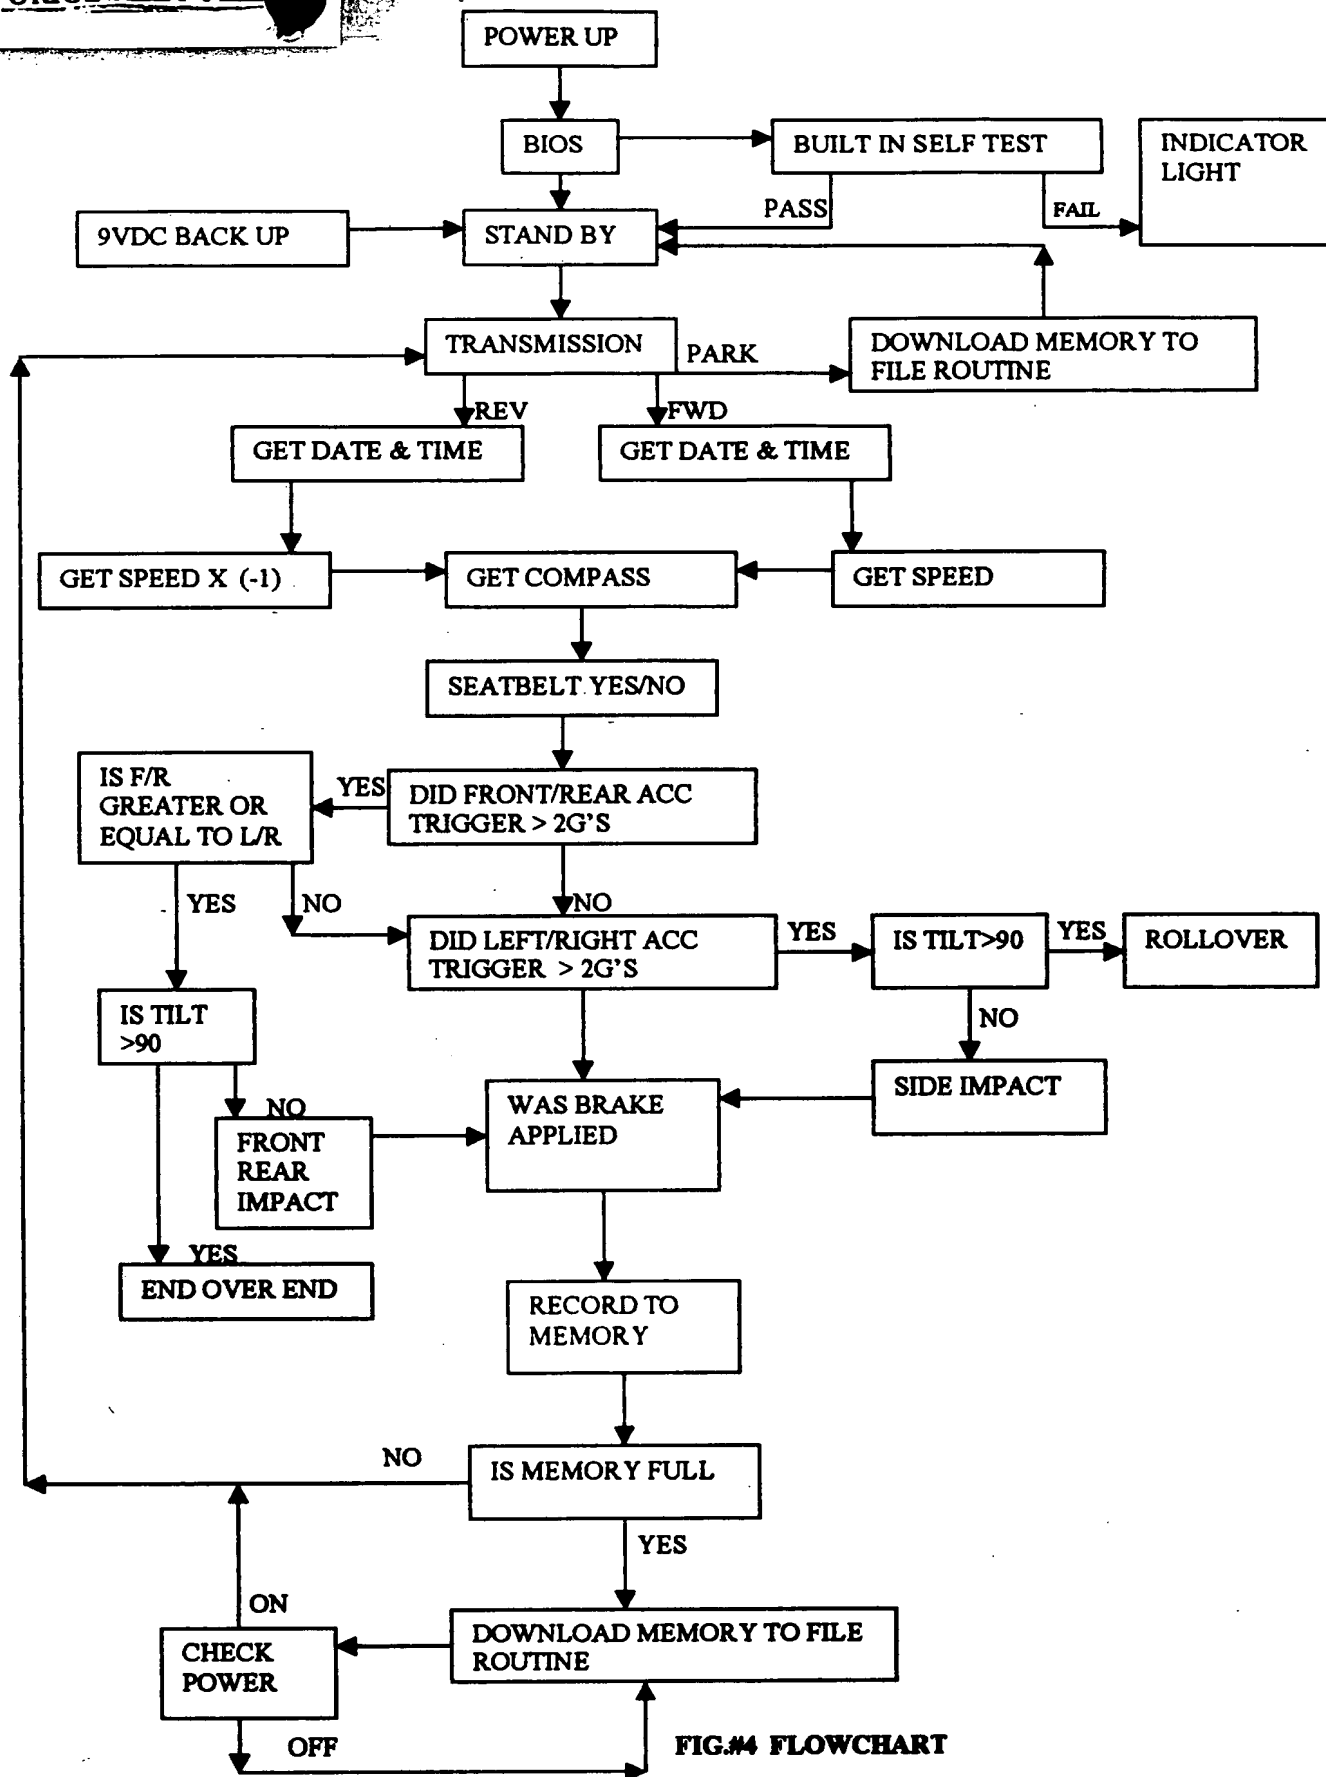 POWER UP
BIOS
BUILT IN SELF TEST
INDICATOR
LIGHT
PASS
FAIL
9VDC BACK UP
STAND BY
TRANSMISSION
PARK
DOWNLOAD MEMORY TO
FILE ROUTINE
REV
FWD
GET DATE & TIME
GET DATE & TIME
GET SPEED X (-1)
GET COMPASS
GET SPEED
SEATBELT YES/NO
IS F/R
GREATER OR
EQUAL TO L/R
YES
DID FRONT/REAR ACC
TRIGGER > 2G'S
YES
NO
NO
DID LEFT/RIGHT ACC
TRIGGER > 2G'S
YES
IS TILT>90
YES
ROLLOVER
IS TILT
>90
NO
SIDE IMPACT
WAS BRAKE
APPLIED
NO
FRONT
REAR
IMPACT
YES
END OVER END
RECORD TO
MEMORY
NO
IS MEMORY FULL
YES
ON
CHECK
POWER
DOWNLOAD MEMORY TO FILE
ROUTINE
OFF
FIG.#4 FLOWCHART